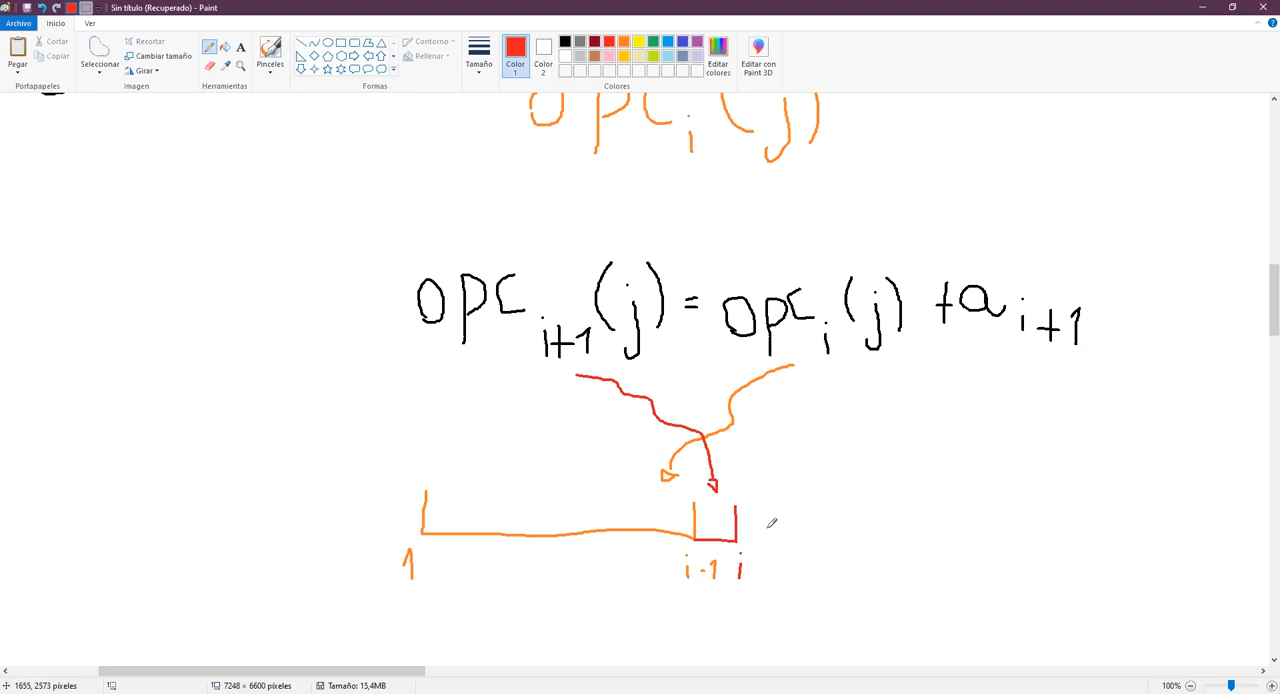 Sin título (Recuperado) - Paint
Archivo Inicio Ver
Pegar
Cortar
Copiar
Portapapeles
Seleccionar
Recortar
Cambiar tamaño
Girar
Imagen
A
Herramientas
Pinceles
Contorno
Rellenar
Formas
Tamaño
Color 1
Color 2
Editar colores
Colores
Editar con Paint 3D
opc i (j)
opc i+1 (j) = opc i (j) + a i+1
1 i-1 i
1655, 2573 píxeles 7248 × 6600 píxeles Tamaño: 15,4MB 100%